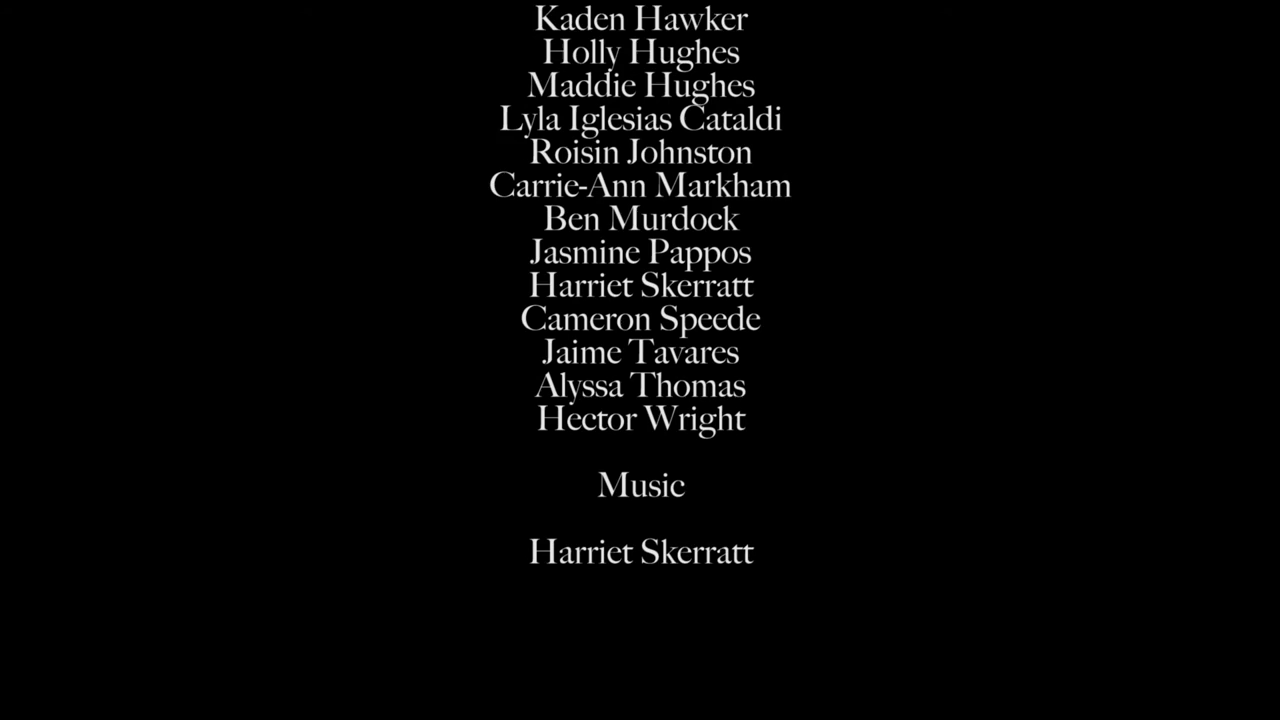 Kaden Hawker
Holly Hughes
Maddie Hughes
Lyla Iglesias Cataldi
Roisin Johnston
Carrie-Ann Markham
Ben Murdock
Jasmine Pappos
Harriet Skerratt
Cameron Speede
Jaime Tavares
Alyssa Thomas
Hector Wright
Music
Harriet Skerratt